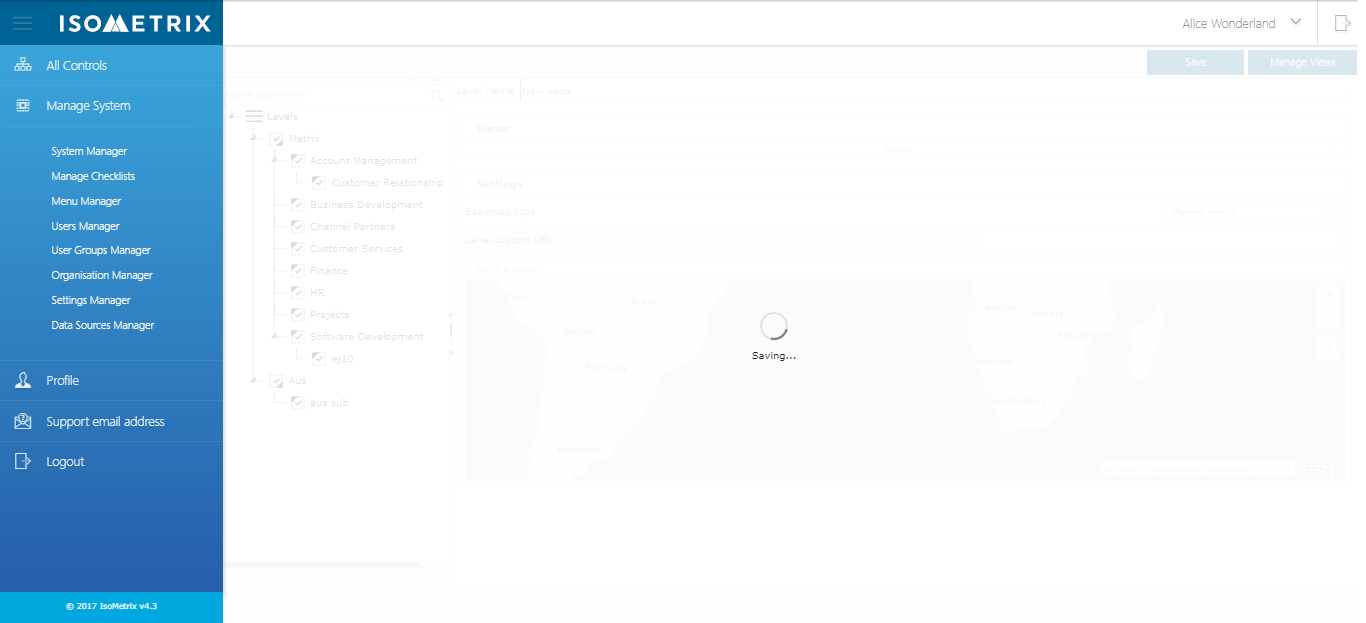 ISOMETRIX
Alice Wonderland
All Controls
Manage System
System Manager
Manage Checklists
Menu Manager
Users Manager
User Groups Manager
Organisation Manager
Settings Manager
Data Sources Manager
Profile
Support email address
Logout
© 2017 IsoMetrix v4.3
Save
Manage Views
Levels
Metrix
Account Management
Customer Relationship
Business Development
Channel Partners
Customer Services
Finance
HR
Projects
Software Development
ej10
Aus
aus sub
Level name
New node
Views
View
Settings
Basemap type
Please select
Level custom URL
Centre point
Peru
Brazil
Bolivia
Paraguay
Argentina
Angola
Zambia
Mozambique
Namibia
South Africa
esri
Saving...